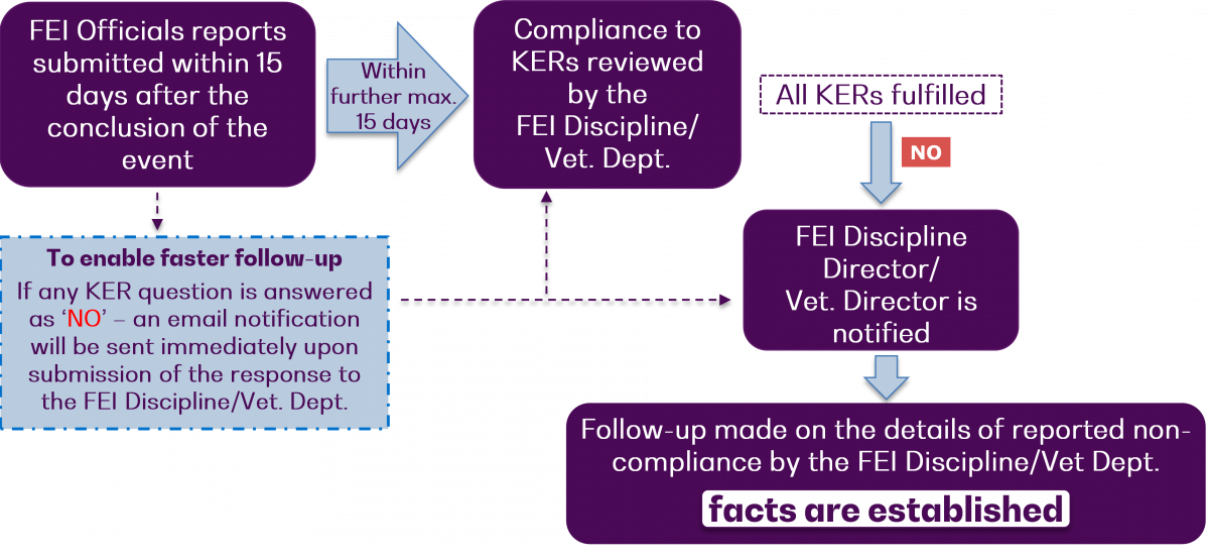 FEI Officials reports
submitted within 15
days after the
conclusion of the
event
Within
further max.
15 days
Compliance to
KERs reviewed
by the
FEI Discipline/
Vet. Dept.
All KERs fulfilled
NO
To enable faster follow-up
If any KER question is answered
as ‘NO’ – an email notification
will be sent immediately upon
submission of the response to
the FEI Discipline/Vet. Dept.
FEI Discipline
Director/
Vet. Director is
notified
Follow-up made on the details of reported non-
compliance by the FEI Discipline/Vet Dept.
facts are established